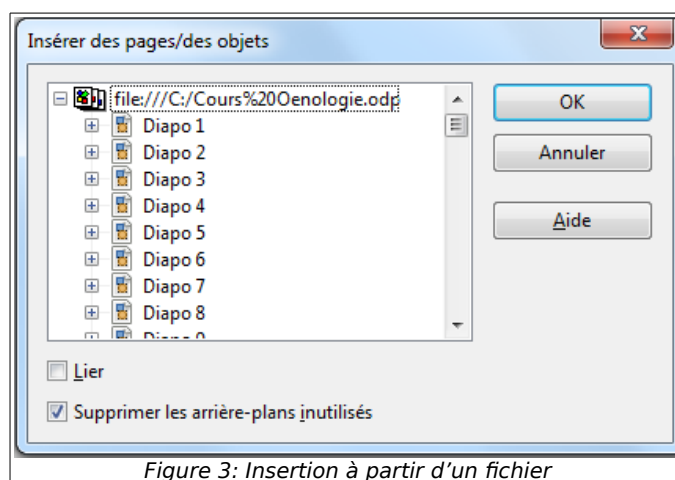 Insérer des pages/des objets
file:///C:/Cours%20Oenologie.odp
Diapo 1
Diapo 2
Diapo 3
Diapo 4
Diapo 5
Diapo 6
Diapo 7
Diapo 8
Diapo 9
OK
Annuler
Aide
Lier
Supprimer les arrière-plans inutilisés
Figure 3: Insertion à partir d’un fichier